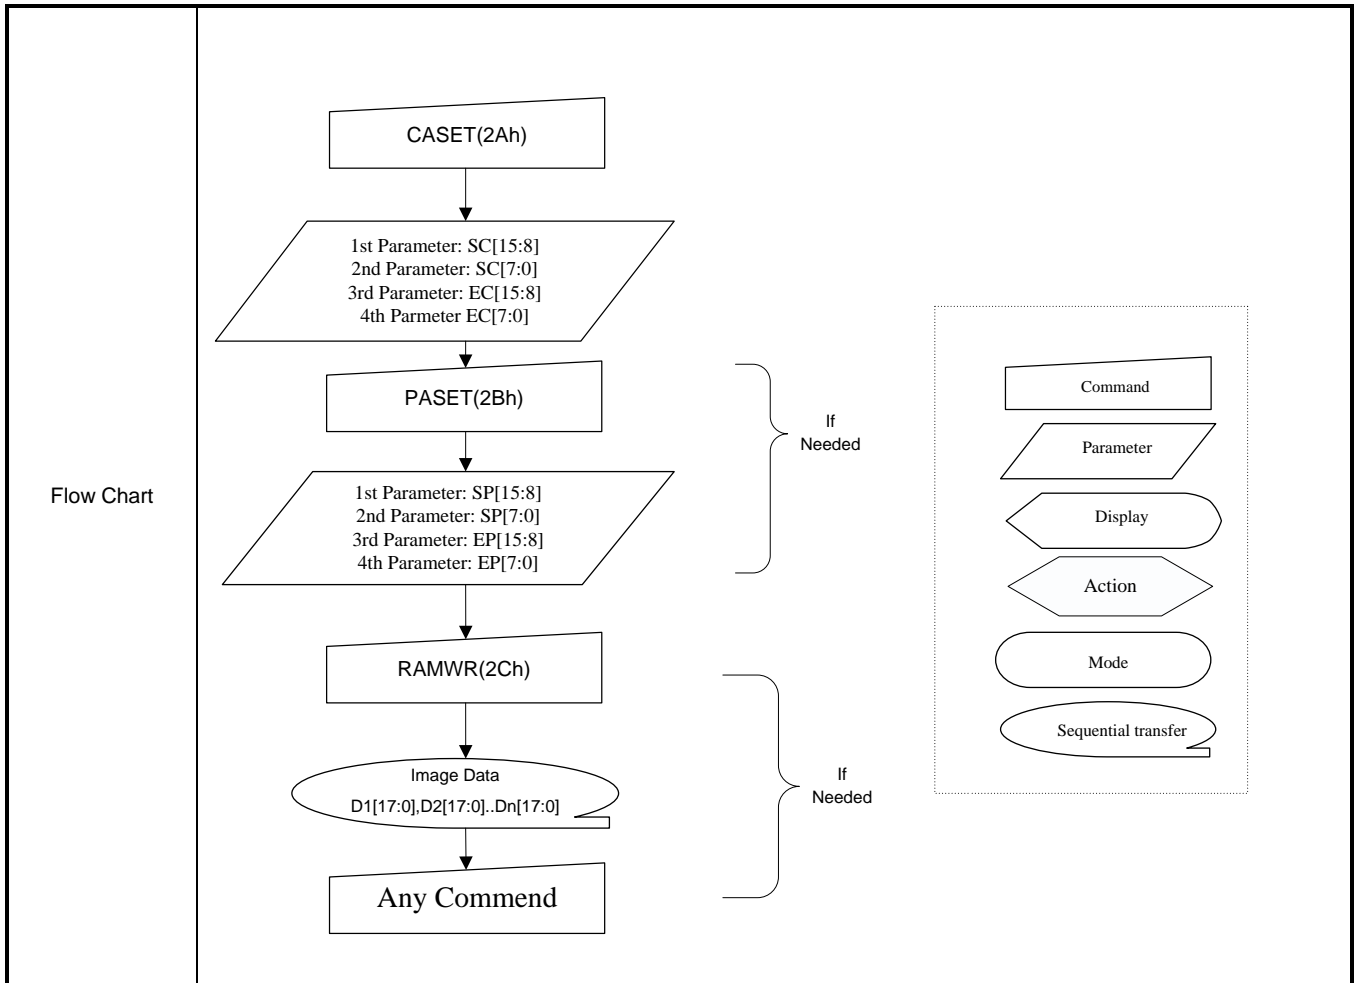 Flow Chart
CASET(2Ah)
1st Parameter: SC[15:8]
2nd Parameter: SC[7:0]
3rd Parameter: EC[15:8]
4th Parmeter EC[7:0]
PASET(2Bh)
1st Parameter: SP[15:8]
2nd Parameter: SP[7:0]
3rd Parameter: EP[15:8]
4th Parameter: EP[7:0]
If
Needed
RAMWR(2Ch)
Image Data
D1[17:0],D2[17:0]..Dn[17:0]
Any Commend
If
Needed
Command
Parameter
Display
Action
Mode
Sequential transfer